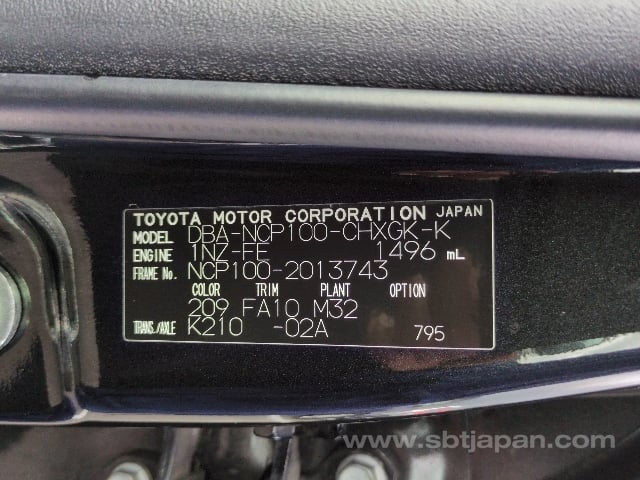 TOYOTA MOTOR CORPORATION JAPAN
MODEL DBA-NCP100-CHXGK-K
ENGINE 1NZ-FE 1496 mL
FRAME No. NCP100-2013743
COLOR TRIM PLANT OPTION
209 FA10 M32
TRANS./AXLE K210 -02A 795
www.sbtjapan.com